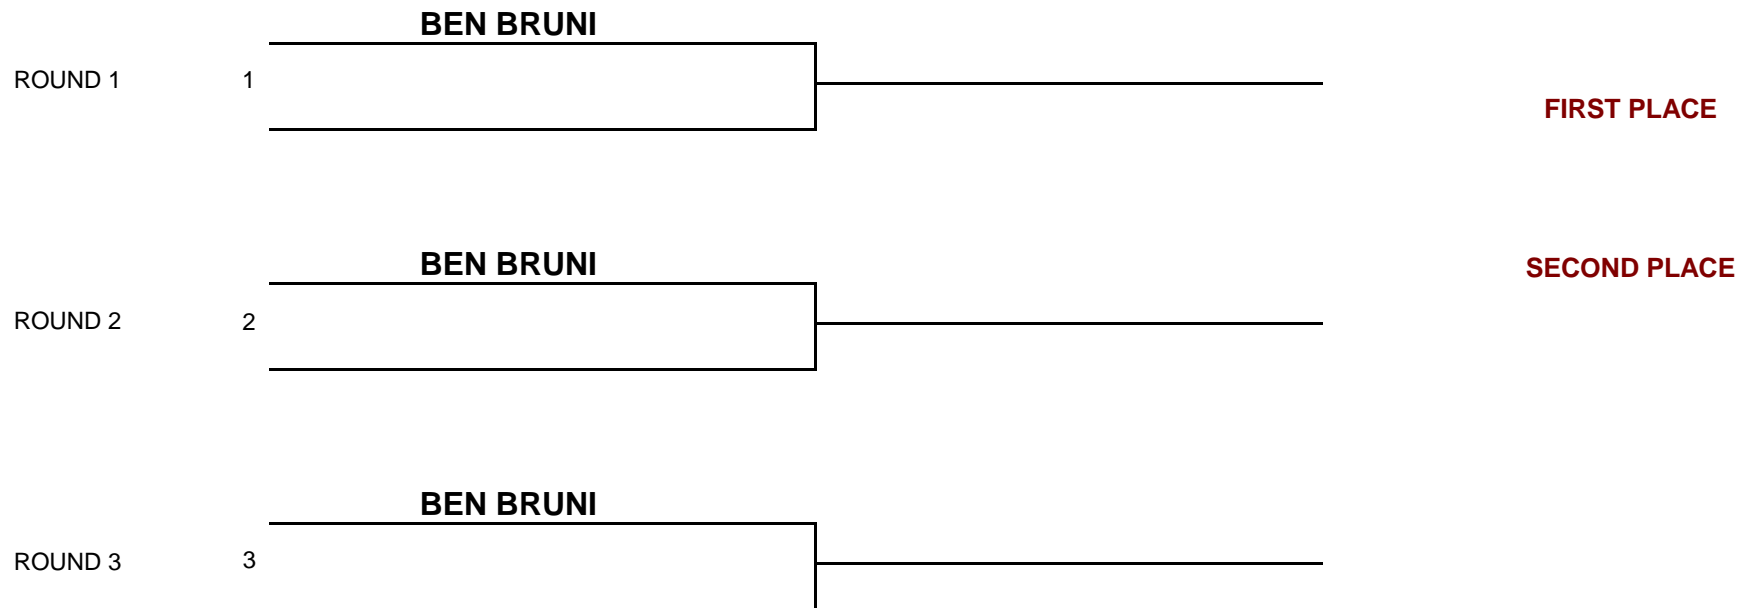 BEN BRUNI
ROUND 1 1
FIRST PLACE
BEN BRUNI
SECOND PLACE
ROUND 2 2
BEN BRUNI
ROUND 3 3